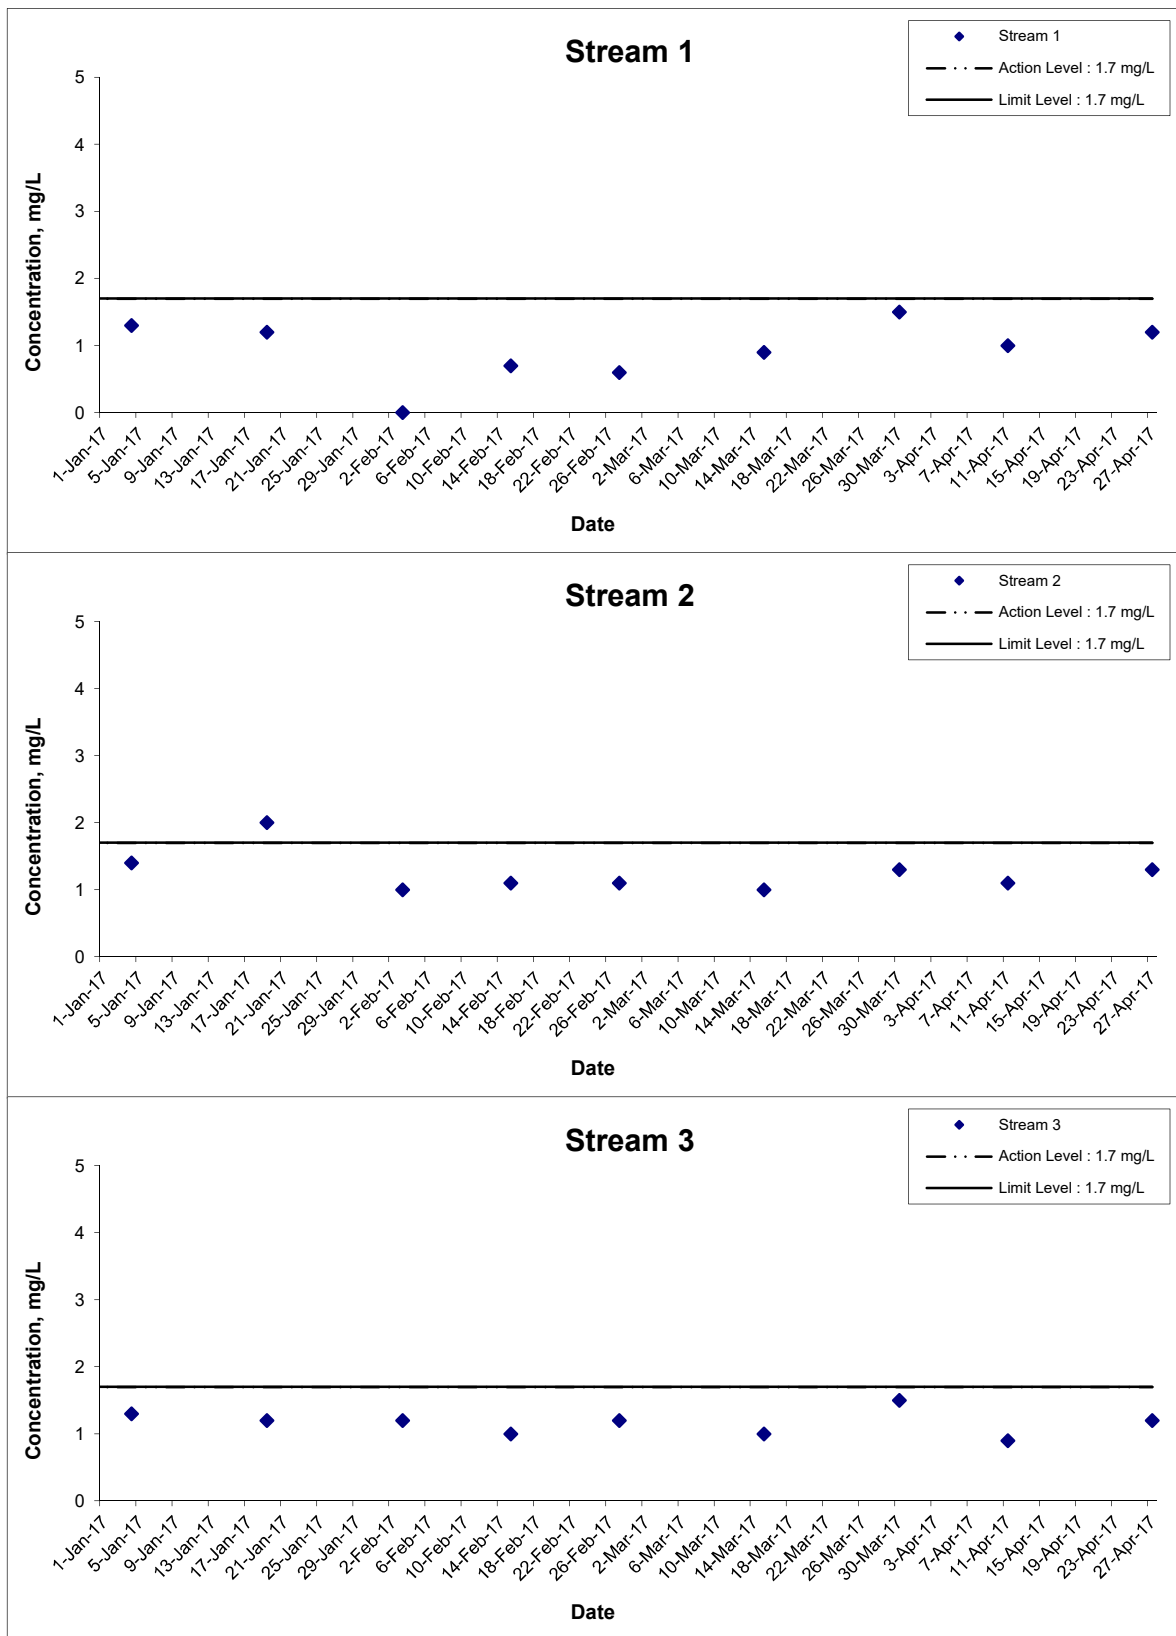 Stream 1
Stream 1
Action Level : 1.7 mg/L
Limit Level : 1.7 mg/L
Concentration, mg/L
5
4
3
2
1
0
1-Jan-17
5-Jan-17
9-Jan-17
13-Jan-17
17-Jan-17
21-Jan-17
25-Jan-17
29-Jan-17
2-Feb-17
6-Feb-17
10-Feb-17
14-Feb-17
18-Feb-17
22-Feb-17
26-Feb-17
2-Mar-17
6-Mar-17
10-Mar-17
14-Mar-17
18-Mar-17
22-Mar-17
26-Mar-17
30-Mar-17
3-Apr-17
7-Apr-17
11-Apr-17
15-Apr-17
19-Apr-17
23-Apr-17
27-Apr-17
Date
Stream 2
Stream 2
Action Level : 1.7 mg/L
Limit Level : 1.7 mg/L
Concentration, mg/L
5
4
3
2
1
0
1-Jan-17
5-Jan-17
9-Jan-17
13-Jan-17
17-Jan-17
21-Jan-17
25-Jan-17
29-Jan-17
2-Feb-17
6-Feb-17
10-Feb-17
14-Feb-17
18-Feb-17
22-Feb-17
26-Feb-17
2-Mar-17
6-Mar-17
10-Mar-17
14-Mar-17
18-Mar-17
22-Mar-17
26-Mar-17
30-Mar-17
3-Apr-17
7-Apr-17
11-Apr-17
15-Apr-17
19-Apr-17
23-Apr-17
27-Apr-17
Date
Stream 3
Stream 3
Action Level : 1.7 mg/L
Limit Level : 1.7 mg/L
Concentration, mg/L
5
4
3
2
1
0
1-Jan-17
5-Jan-17
9-Jan-17
13-Jan-17
17-Jan-17
21-Jan-17
25-Jan-17
29-Jan-17
2-Feb-17
6-Feb-17
10-Feb-17
14-Feb-17
18-Feb-17
22-Feb-17
26-Feb-17
2-Mar-17
6-Mar-17
10-Mar-17
14-Mar-17
18-Mar-17
22-Mar-17
26-Mar-17
30-Mar-17
3-Apr-17
7-Apr-17
11-Apr-17
15-Apr-17
19-Apr-17
23-Apr-17
27-Apr-17
Date